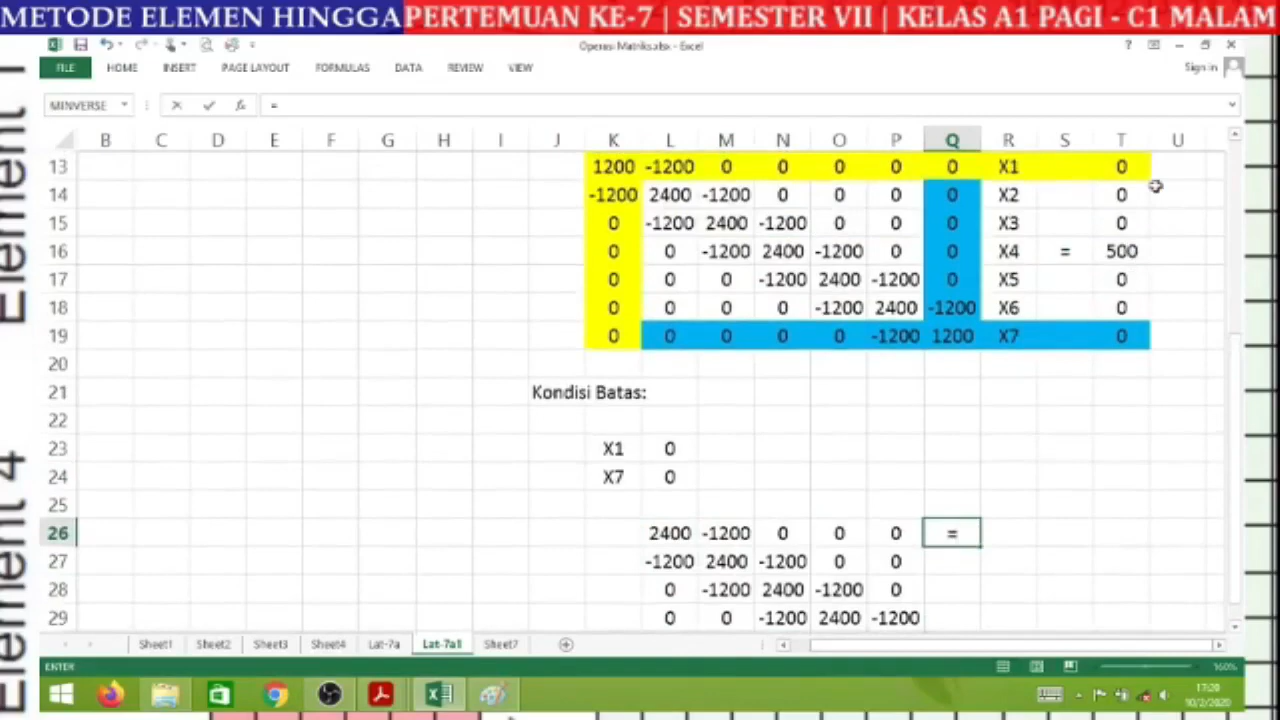 METODE ELEMEN HINGGA PERTEMUAN KE-7 | SEMESTER VII | KELAS A1 PAGI - C1 MALAM
Operasi Matriks.xlsx - Excel
FILE HOME INSERT PAGE LAYOUT FORMULAS DATA REVIEW VIEW Sign in
MINVERSE =
B C D E F G H I J K L M N O P Q R S T U
13 1200 -1200 0 0 0 0 0 X1 0
14 -1200 2400 -1200 0 0 0 0 X2 0
15 0 -1200 2400 -1200 0 0 0 X3 0
16 0 0 -1200 2400 -1200 0 0 X4 = 500
17 0 0 0 -1200 2400 -1200 0 X5 0
18 0 0 0 0 -1200 2400 -1200 X6 0
19 0 0 0 0 0 -1200 1200 X7 0
20
21 Kondisi Batas:
22
23 X1 0
24 X7 0
25
26 2400 -1200 0 0 0 =
27 -1200 2400 -1200 0 0
28 0 -1200 2400 -1200 0
29 0 0 -1200 2400 -1200
Sheet1 Sheet2 Sheet3 Sheet4 Lat-7a Lat-7a1 Sheet7
ENTER 160%
17:20
10/2/2020
Element 1
Element 4